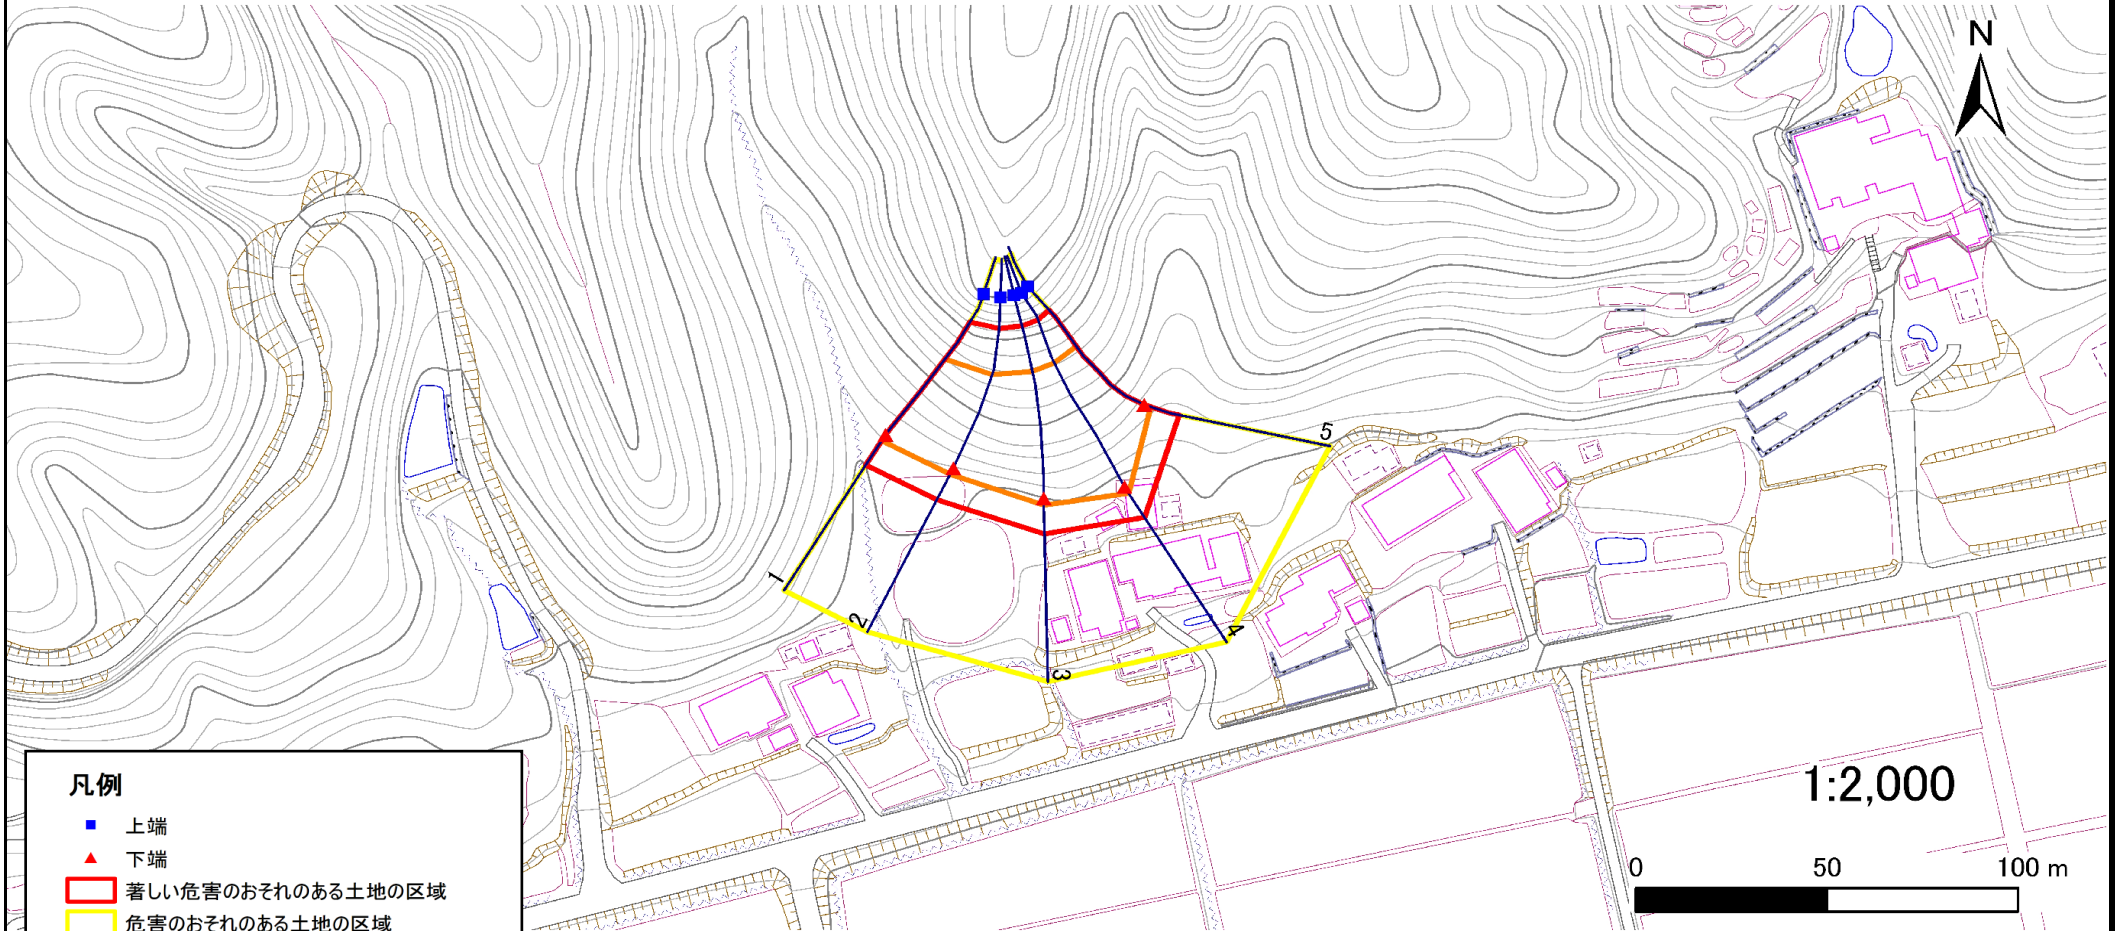 N
5
1
2
4
3
1:2,000
0 50 100 m
凡例
上端
下端
著しい危害のおそれのある土地の区域
危害のおそれのある土地の区域